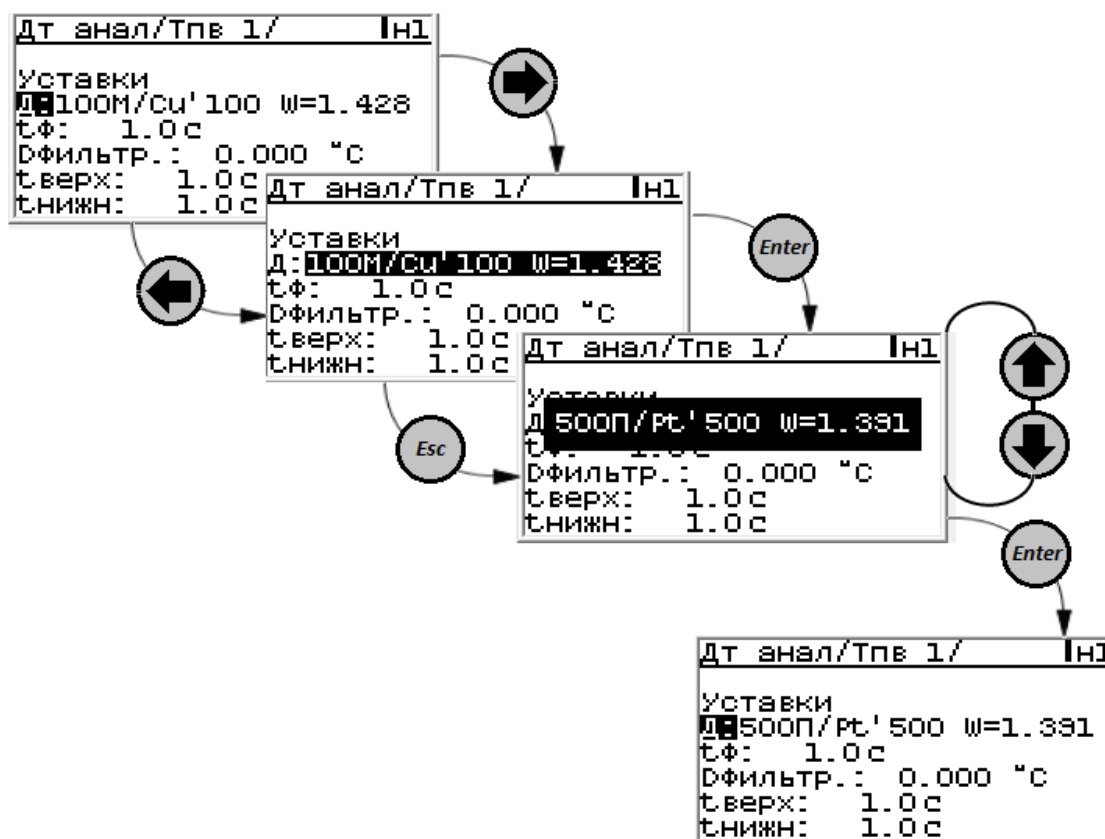 Дт анал/Тпв 1/ Н1
Уставки
Д:100М/Cu'100 W=1.428
tФ: 1.0с
DФильтр.: 0.000 "С
tверх: 1.0с
tнижн: 1.0с
Дт анал/Тпв 1/ Н1
Уставки
Д:100М/Cu'100 W=1.428
tФ: 1.0с
DФильтр.: 0.000 "С
tверх: 1.0с
tнижн: 1.0с
Enter
Esc
Дт анал/Тпв 1/ Н1
Уставки
Д
500П/Pt'500 W=1.391
tФ: 1.0с
DФильтр.: 0.000 "С
tверх: 1.0с
tнижн: 1.0с
Enter
Дт анал/Тпв 1/ Н1
Уставки
Д:500П/Pt'500 W=1.391
tФ: 1.0с
DФильтр.: 0.000 "С
tверх: 1.0с
tнижн: 1.0с